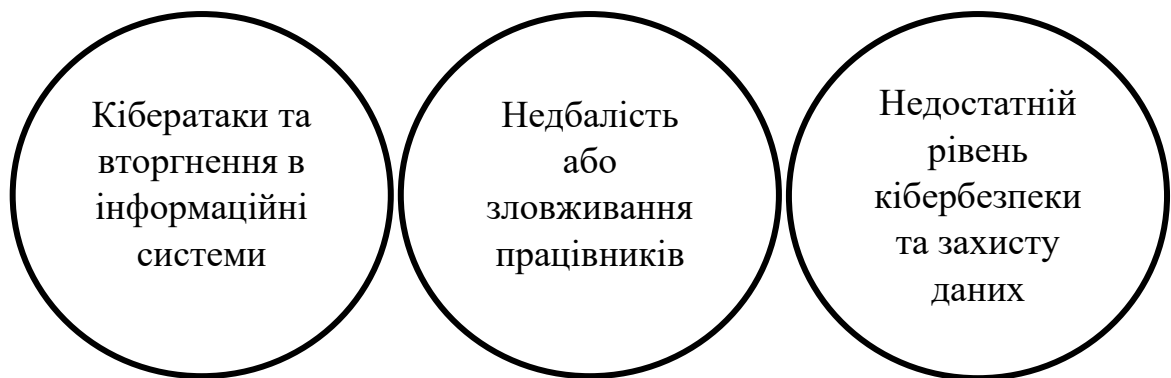 Кібератаки та
вторгнення в
інформаційні
системи
Недбалість
або
зловживання
працівників
Недостатній
рівень
кібербезпеки
та захисту
даних